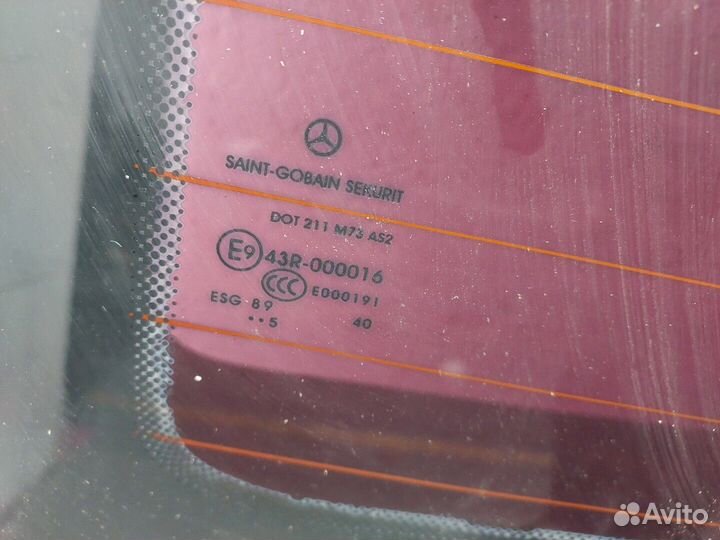 SAINT-GOBAIN SEKURIT
DOT 211 M73 AS2
E9 43R-000016
CCC E000191
ESG 89
••5 40
Avito